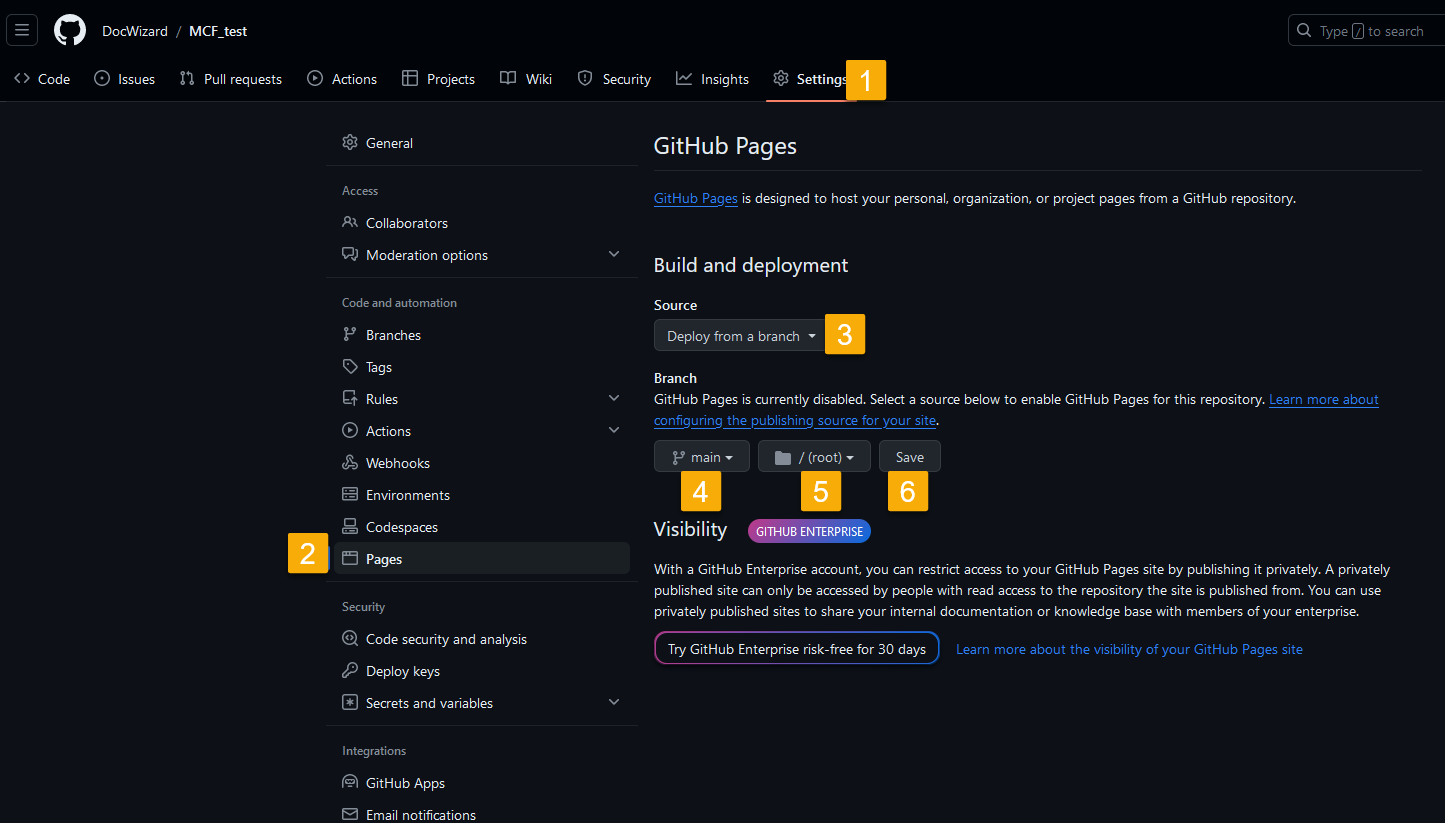 DocWizard / MCF_test
Type / to search
Code Issues Pull requests Actions Projects Wiki Security Insights Settings 1
General
Access
Collaborators
Moderation options
Code and automation
Branches
Tags
Rules
Actions
Webhooks
Environments
Codespaces
2 Pages
Security
Code security and analysis
Deploy keys
Secrets and variables
Integrations
GitHub Apps
Email notifications
GitHub Pages
GitHub Pages is designed to host your personal, organization, or project pages from a GitHub repository.
Build and deployment
Source
Deploy from a branch 3
Branch
GitHub Pages is currently disabled. Select a source below to enable GitHub Pages for this repository. Learn more about
configuring the publishing source for your site.
main / (root) Save
4 5 6
Visibility GITHUB ENTERPRISE
With a GitHub Enterprise account, you can restrict access to your GitHub Pages site by publishing it privately. A privately
published site can only be accessed by people with read access to the repository the site is published from. You can use
privately published sites to share your internal documentation or knowledge base with members of your enterprise.
Try GitHub Enterprise risk-free for 30 days Learn more about the visibility of your GitHub Pages site